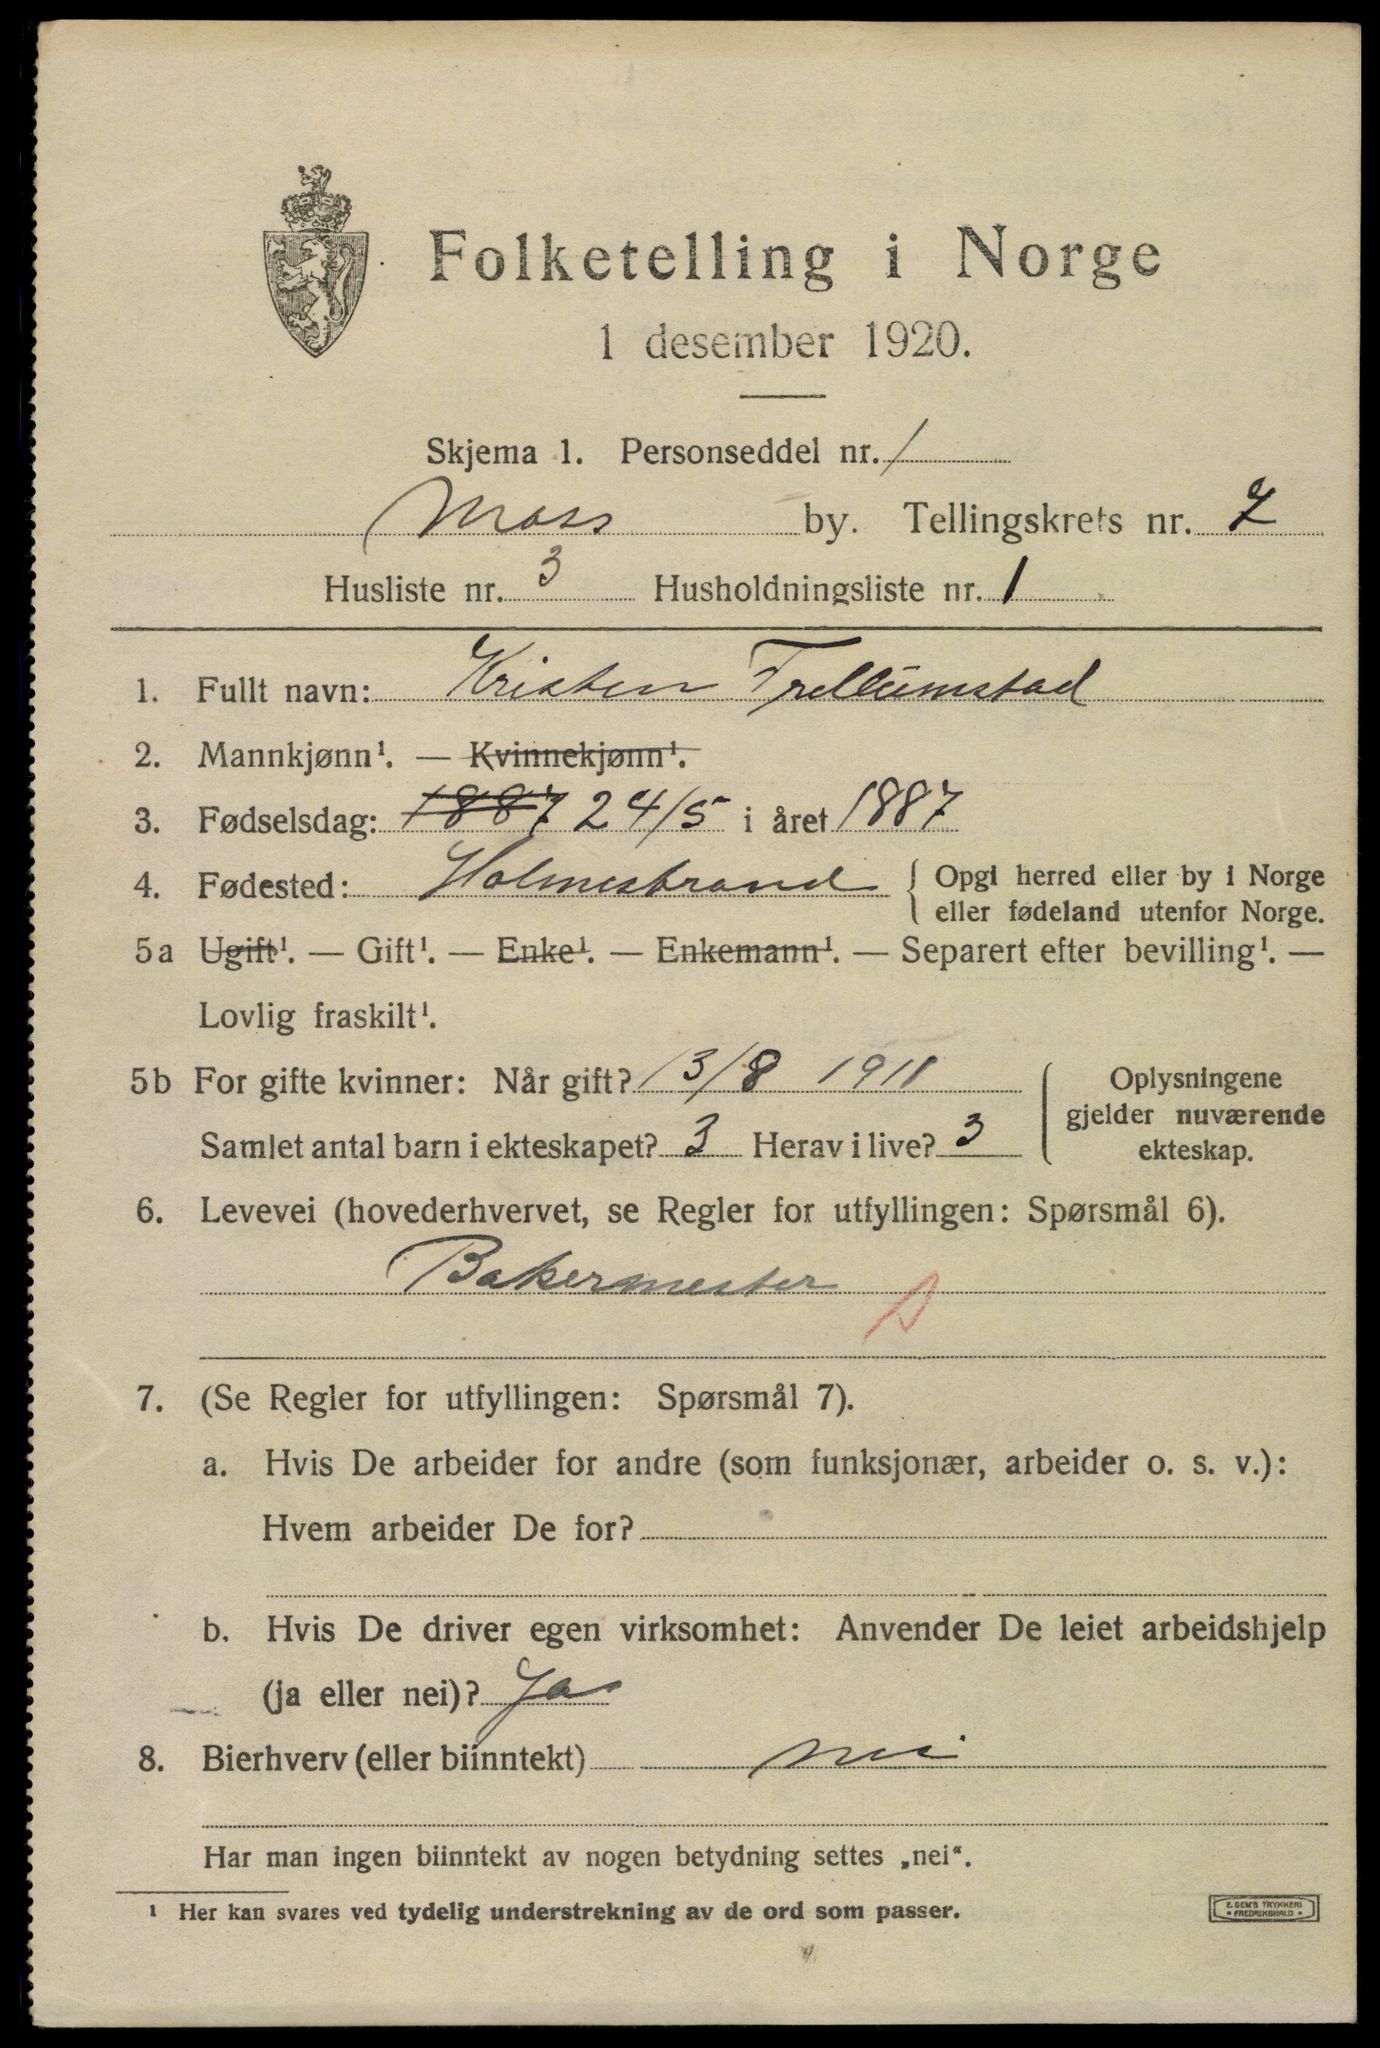 Folketelling i Norge
1 desember 1920.
Skjema 1. Personseddel nr. 1
Moss by. Tellingskrets nr. 7
Husliste nr. 3 Husholdningsliste nr. 1
1. Fullt navn: Kristen Trellumstad
2. Mannkjønn¹. — Kvinnekjønn¹.
3. Fødselsdag: 1887 24/5 i året 1887
4. Fødested: Holmestrand { Opgi herred eller by i Norge
eller fødeland utenfor Norge.
5a Ugift¹. — Gift¹. — Enke¹. — Enkemann¹. — Separert efter bevilling¹. —
Lovlig fraskilt¹.
5b For gifte kvinner: Når gift? 13/8 1911
Samlet antal barn i ekteskapet? 3 Herav i live? 3
Oplysningene
gjelder nuværende
ekteskap.
6. Levevei (hovederhvervet, se Regler for utfyllingen: Spørsmål 6).
Bakermester
7. (Se Regler for utfyllingen: Spørsmål 7).
a. Hvis De arbeider for andre (som funksjonær, arbeider o. s. v.):
Hvem arbeider De for?
b. Hvis De driver egen virksomhet: Anvender De leiet arbeidshjelp
(ja eller nei)? Ja
8. Bierhverv (eller biinntekt) nei
Har man ingen biinntekt av nogen betydning settes „nei“.
¹ Her kan svares ved tydelig understrekning av de ord som passer.
E. SEM'S TRYKKERI
FREDRIKSHALD